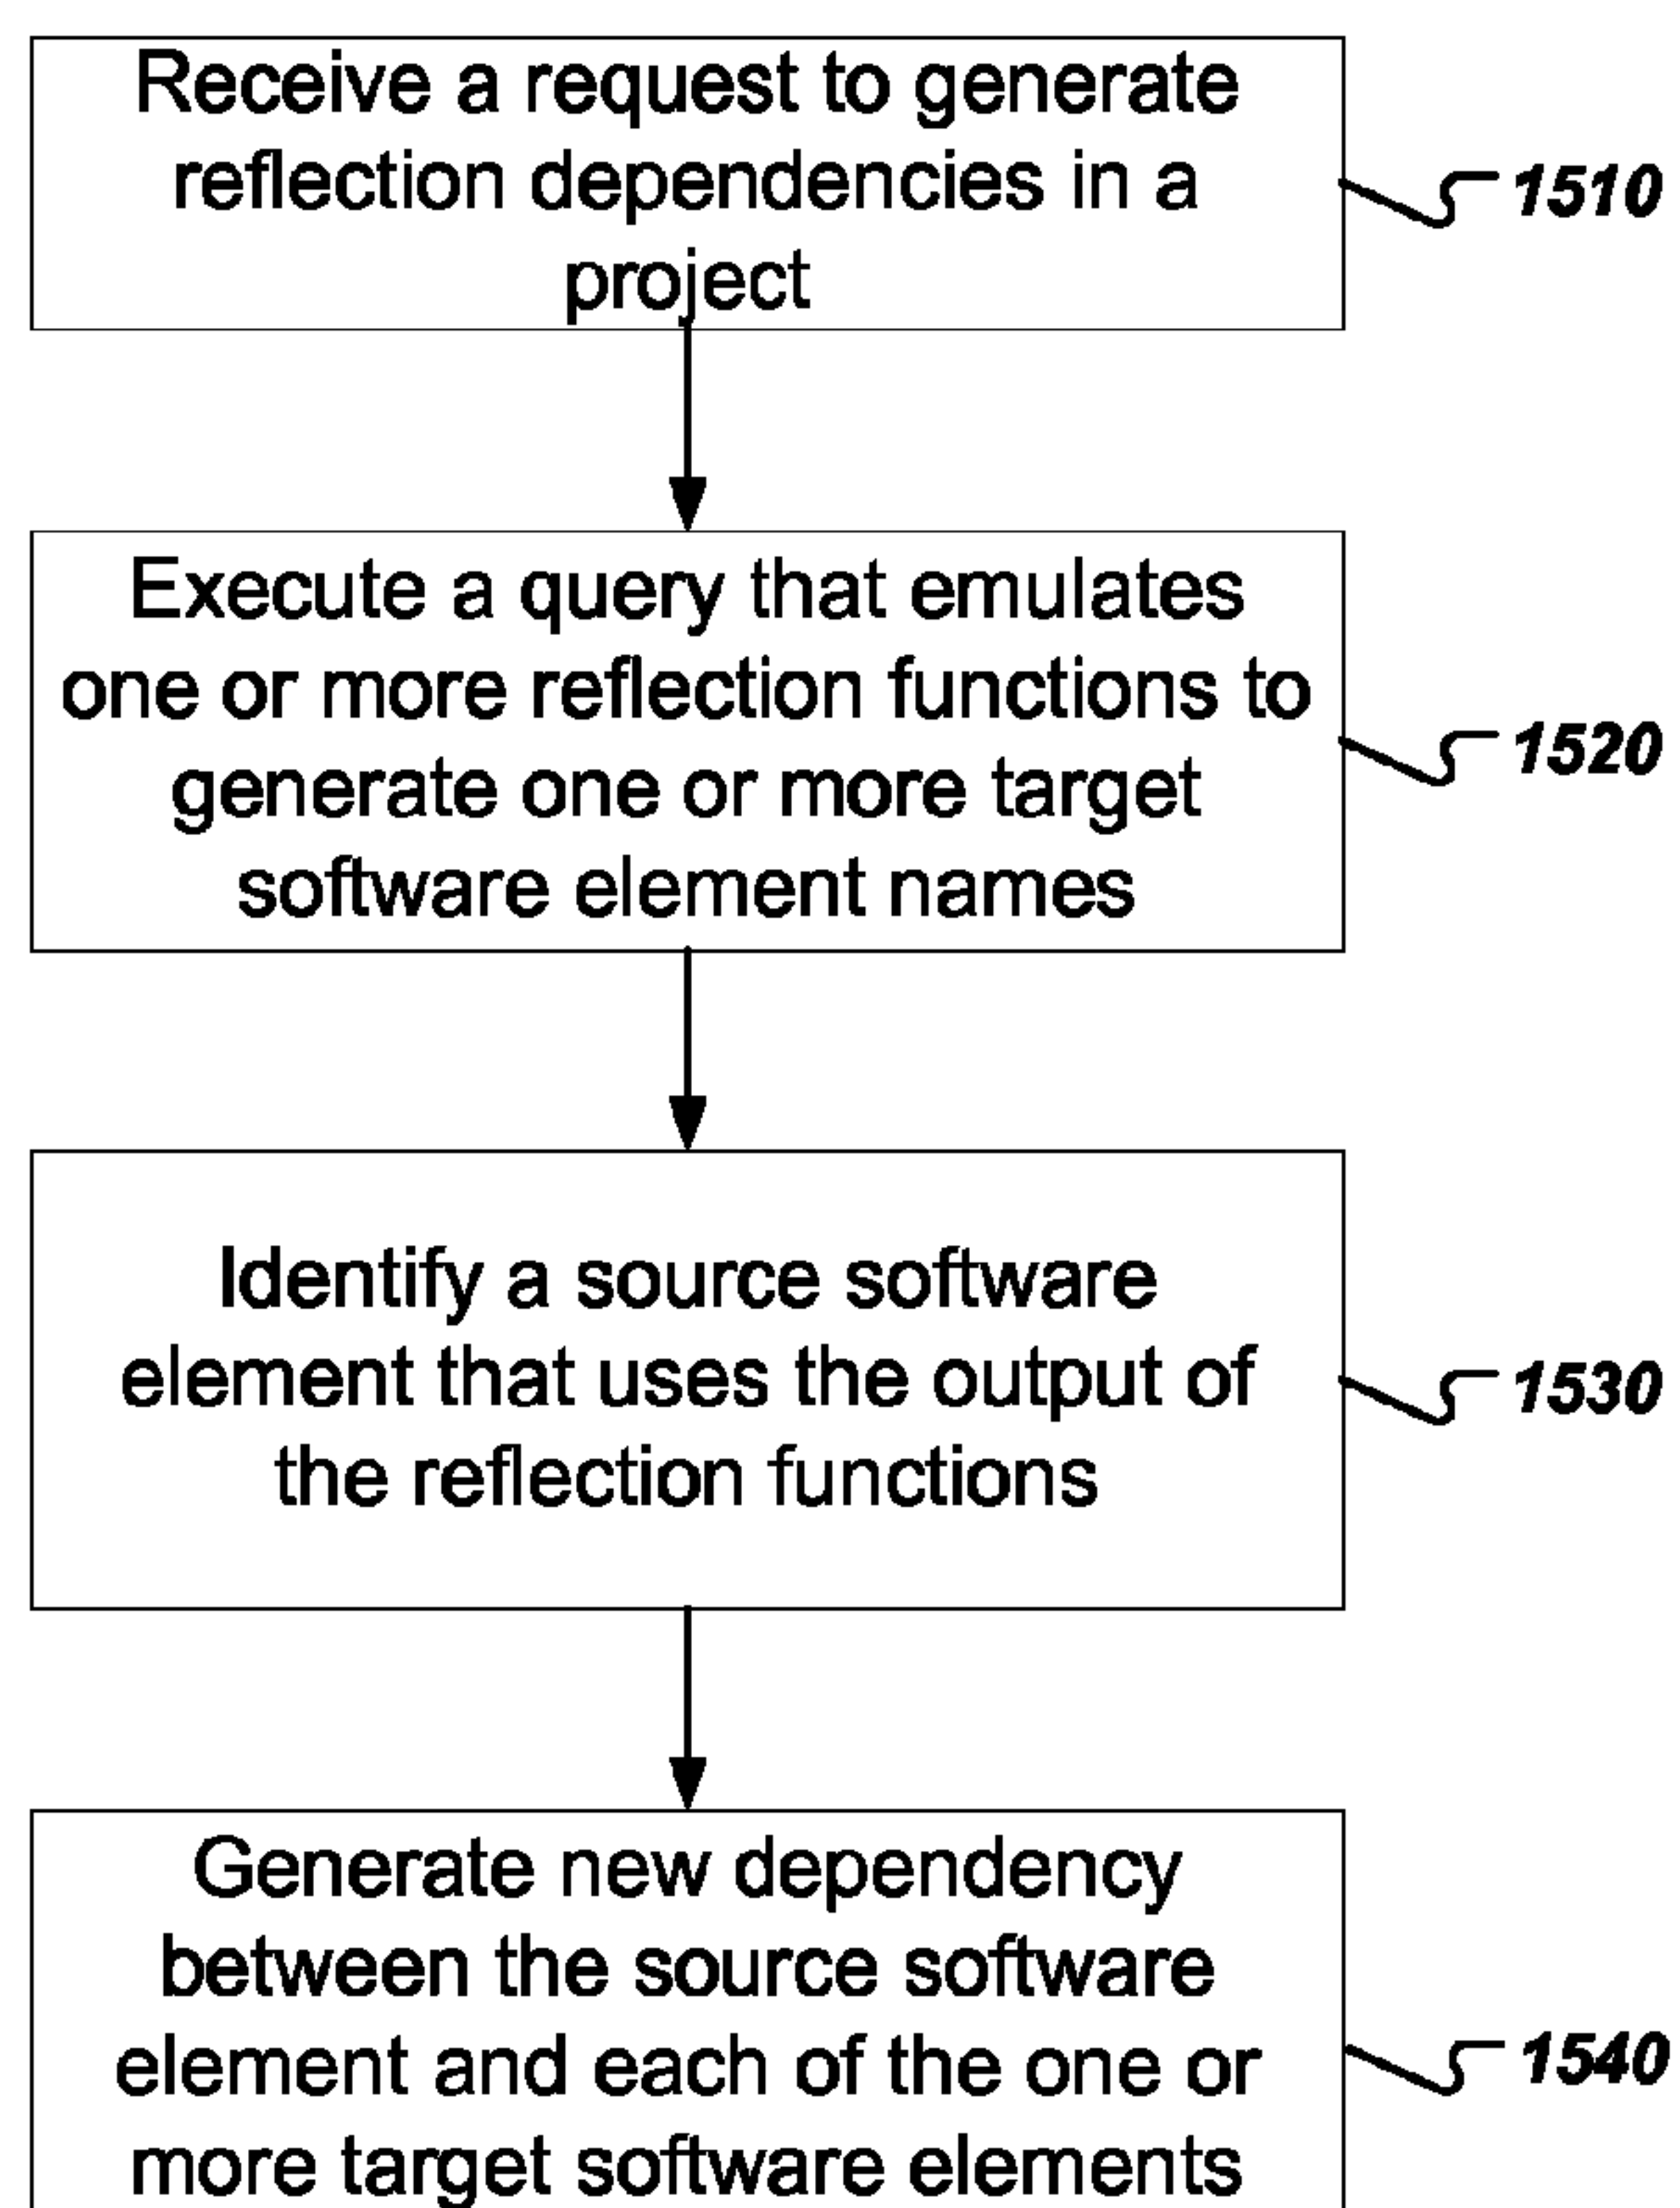 Receive a request to generate
reflection dependencies in a
project
1510
Execute a query that emulates
one or more reflection functions to
generate one or more target
software element names
1520
Identify a source software
element that uses the output of
the reflection functions
1530
Generate new dependency
between the source software
element and each of the one or
more target software elements
1540